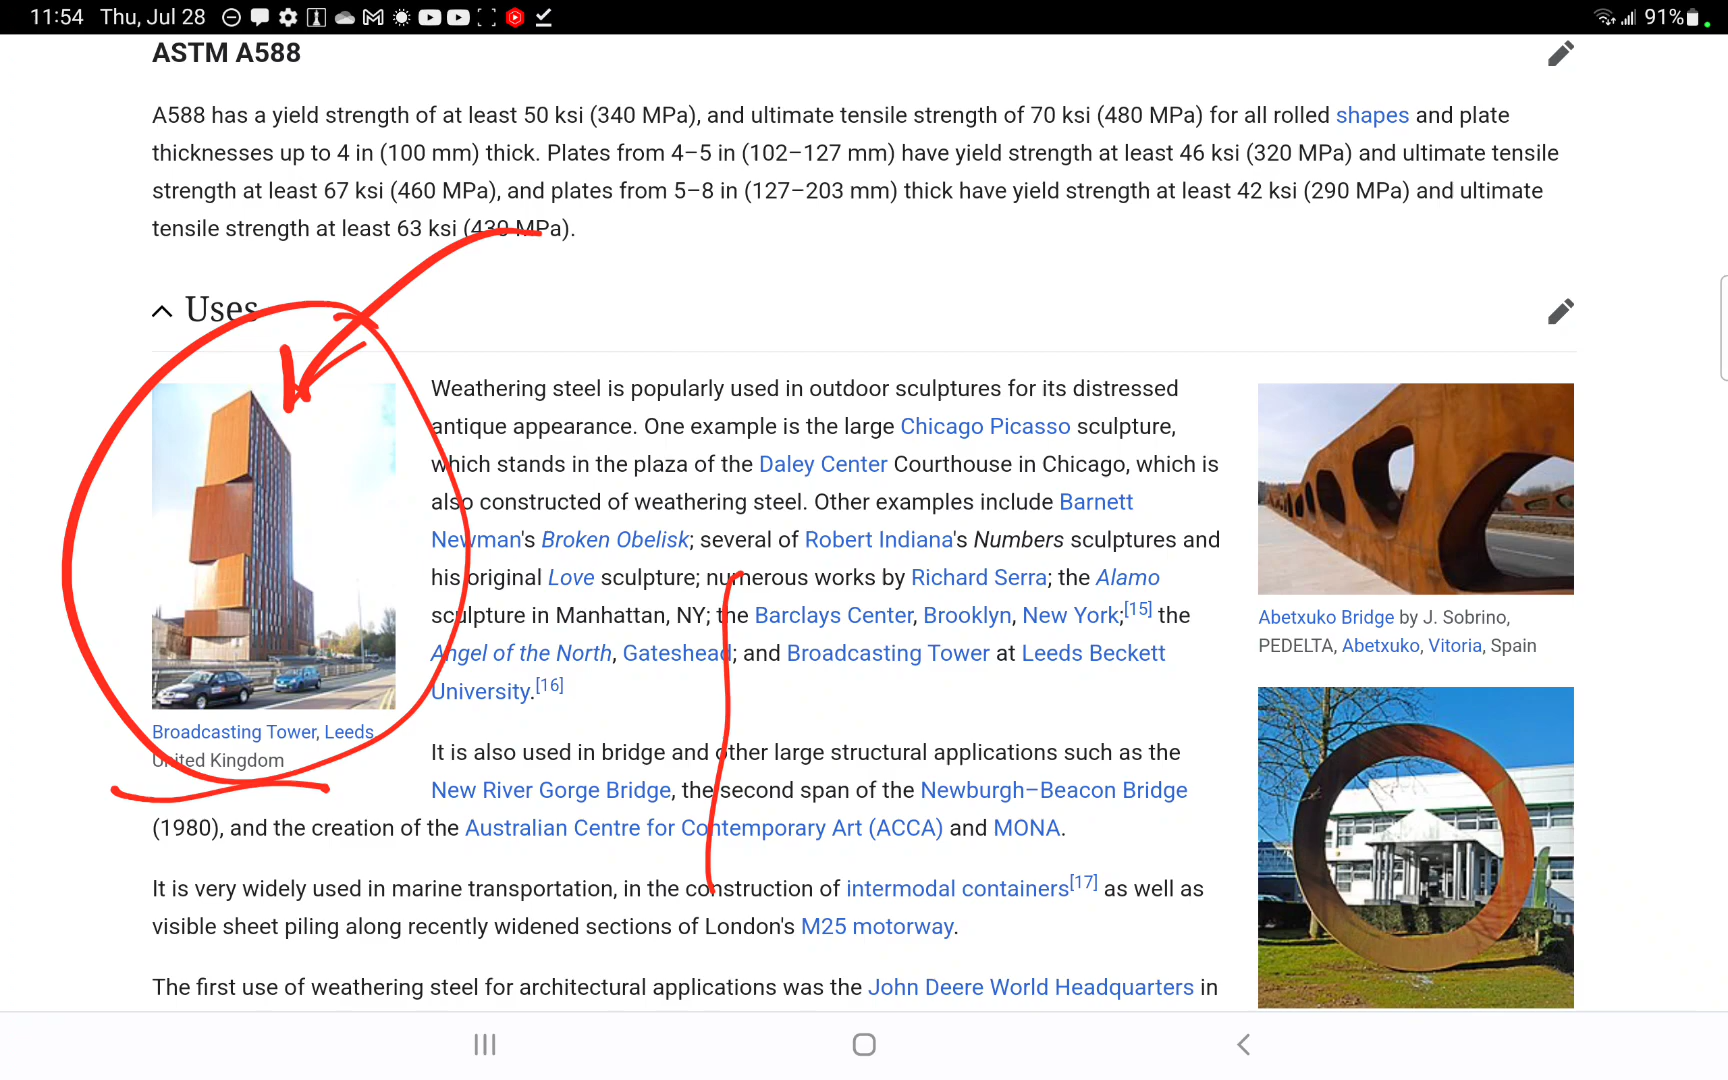 11:54 Thu, Jul 28 91%
ASTM A588
A588 has a yield strength of at least 50 ksi (340 MPa), and ultimate tensile strength of 70 ksi (480 MPa) for all rolled shapes and plate
thicknesses up to 4 in (100 mm) thick. Plates from 4–5 in (102–127 mm) have yield strength at least 46 ksi (320 MPa) and ultimate tensile
strength at least 67 ksi (460 MPa), and plates from 5–8 in (127–203 mm) thick have yield strength at least 42 ksi (290 MPa) and ultimate
tensile strength at least 63 ksi (430 MPa).
Uses
Weathering steel is popularly used in outdoor sculptures for its distressed
antique appearance. One example is the large Chicago Picasso sculpture,
which stands in the plaza of the Daley Center Courthouse in Chicago, which is
also constructed of weathering steel. Other examples include Barnett
Newman's Broken Obelisk; several of Robert Indiana's Numbers sculptures and
his original Love sculpture; numerous works by Richard Serra; the Alamo
sculpture in Manhattan, NY; the Barclays Center, Brooklyn, New York;[15] the
Angel of the North, Gateshead; and Broadcasting Tower at Leeds Beckett
University.[16]
Broadcasting Tower, Leeds,
United Kingdom
Abetxuko Bridge by J. Sobrino,
PEDELTA, Abetxuko, Vitoria, Spain
It is also used in bridge and other large structural applications such as the
New River Gorge Bridge, the second span of the Newburgh–Beacon Bridge
(1980), and the creation of the Australian Centre for Contemporary Art (ACCA) and MONA.
It is very widely used in marine transportation, in the construction of intermodal containers[17] as well as
visible sheet piling along recently widened sections of London's M25 motorway.
The first use of weathering steel for architectural applications was the John Deere World Headquarters in